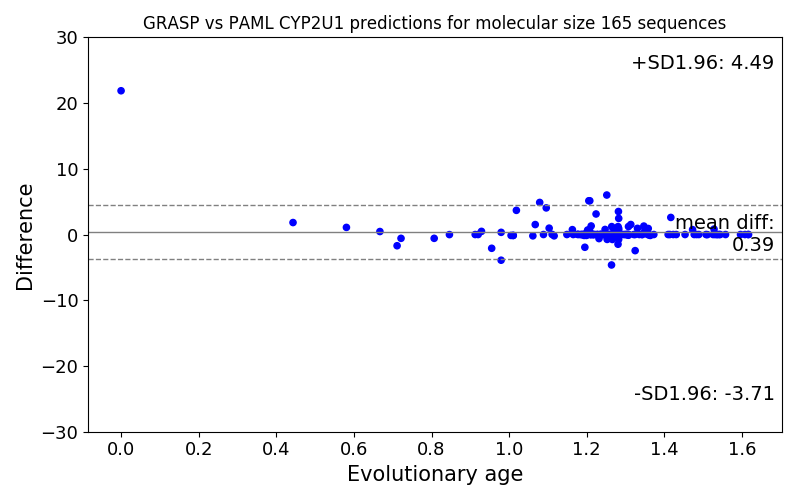 GRASP vs PAML CYP2U1 predictions for molecular size 165 sequences
30
+SD1.96: 4.49
20
10
mean diff:
0
0.39
−10
−20
-SD1.96: -3.71
−30
Difference
0.0 0.2 0.4 0.6 0.8 1.0 1.2 1.4 1.6
Evolutionary age